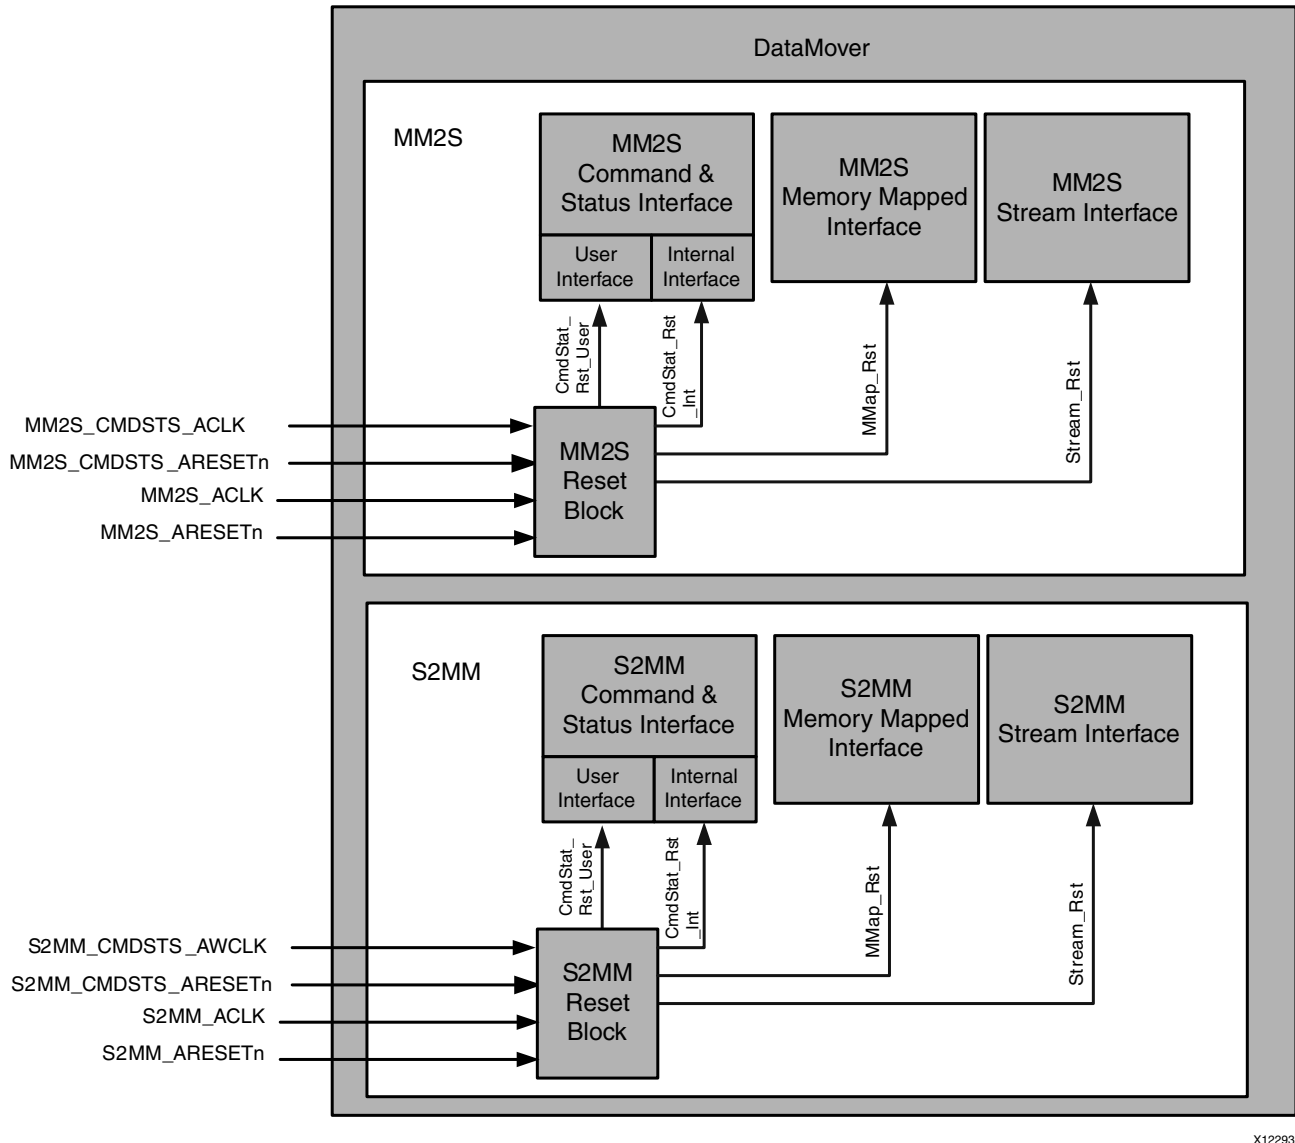 DataMover
MM2S
MM2S
Command &
Status Interface
User
Interface
Internal
Interface
MM2S
Memory Mapped
Interface
MM2S
Stream Interface
CmdStat_
Rst_User
CmdStat_Rst
_Int
MMap_Rst
Stream_Rst
MM2S_CMDSTS_ACLK
MM2S_CMDSTS_ARESETn
MM2S_ACLK
MM2S_ARESETn
MM2S
Reset
Block
S2MM
S2MM
Command &
Status Interface
User
Interface
Internal
Interface
S2MM
Memory Mapped
Interface
S2MM
Stream Interface
CmdStat_
Rst_User
CmdStat_Rst
_Int
MMap_Rst
Stream_Rst
S2MM_CMDSTS_AWCLK
S2MM_CMDSTS_ARESETn
S2MM_ACLK
S2MM_ARESETn
S2MM
Reset
Block
X12293